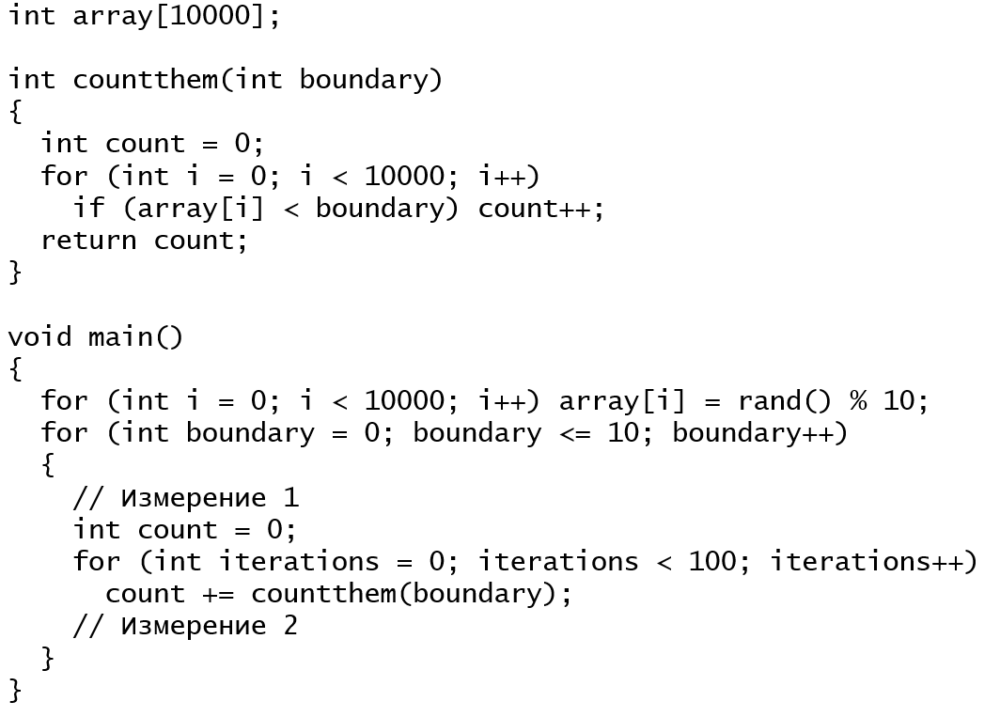 int array[10000];

int countthem(int boundary)
{
  int count = 0;
  for (int i = 0; i < 10000; i++)
    if (array[i] < boundary) count++;
  return count;
}

void main()
{
  for (int i = 0; i < 10000; i++) array[i] = rand() % 10;
  for (int boundary = 0; boundary <= 10; boundary++)
  {
    // Измерение 1
    int count = 0;
    for (int iterations = 0; iterations < 100; iterations++)
      count += countthem(boundary);
    // Измерение 2
  }
}